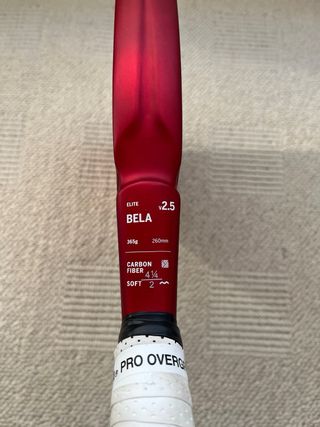 ELITE v2.5
BELA
365g 260mm
CARBON
FIBER 4 1/4
SOFT 2
PRO OVERG